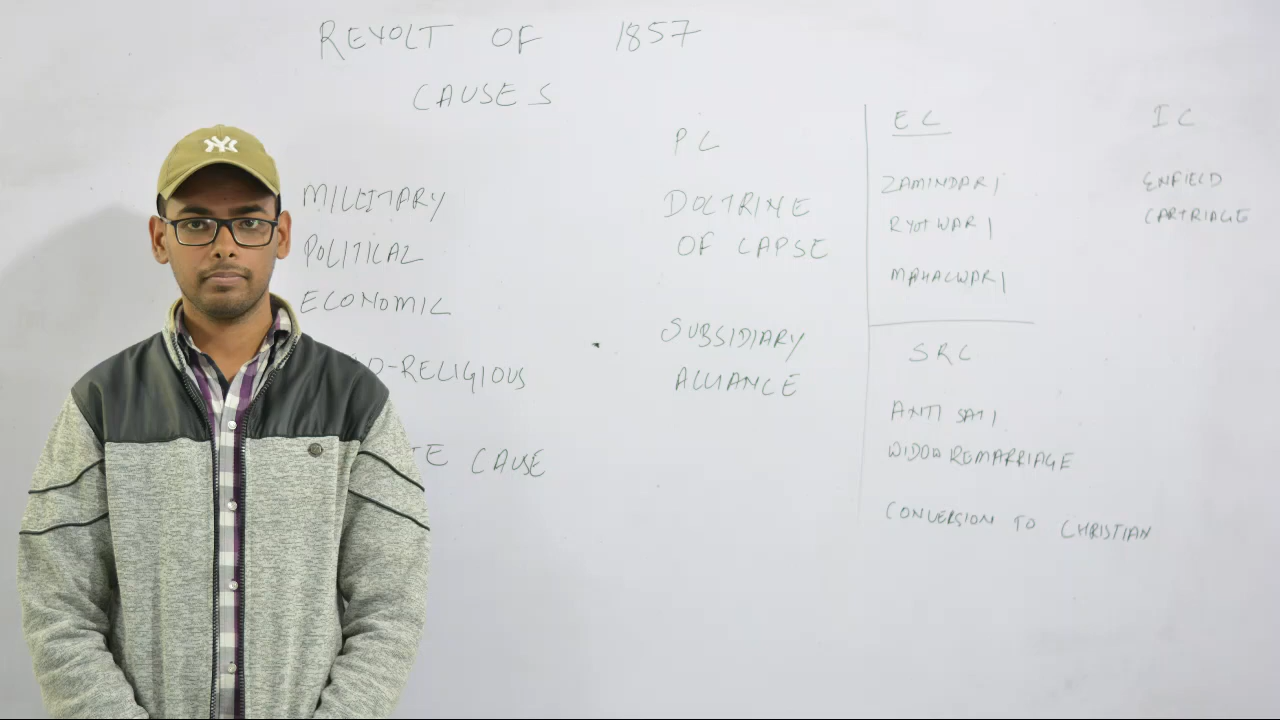 REVOLT OF 1857
CAUSES
MILLITARY
POLITICAL
ECONOMIC
O-RELIGIOUS
TE CAUSE
PC
DOCTRINE
OF LAPSE
SUBSIDIARY
ALLIANCE
EC
ZAMINDARI
RYOTWARI
MAHALWARI
SRC
ANTI SATI
WIDOW REMARRIAGE
CONVERSION TO CHRISTIAN
IC
ENFIELD
CARTRIAGE
NY